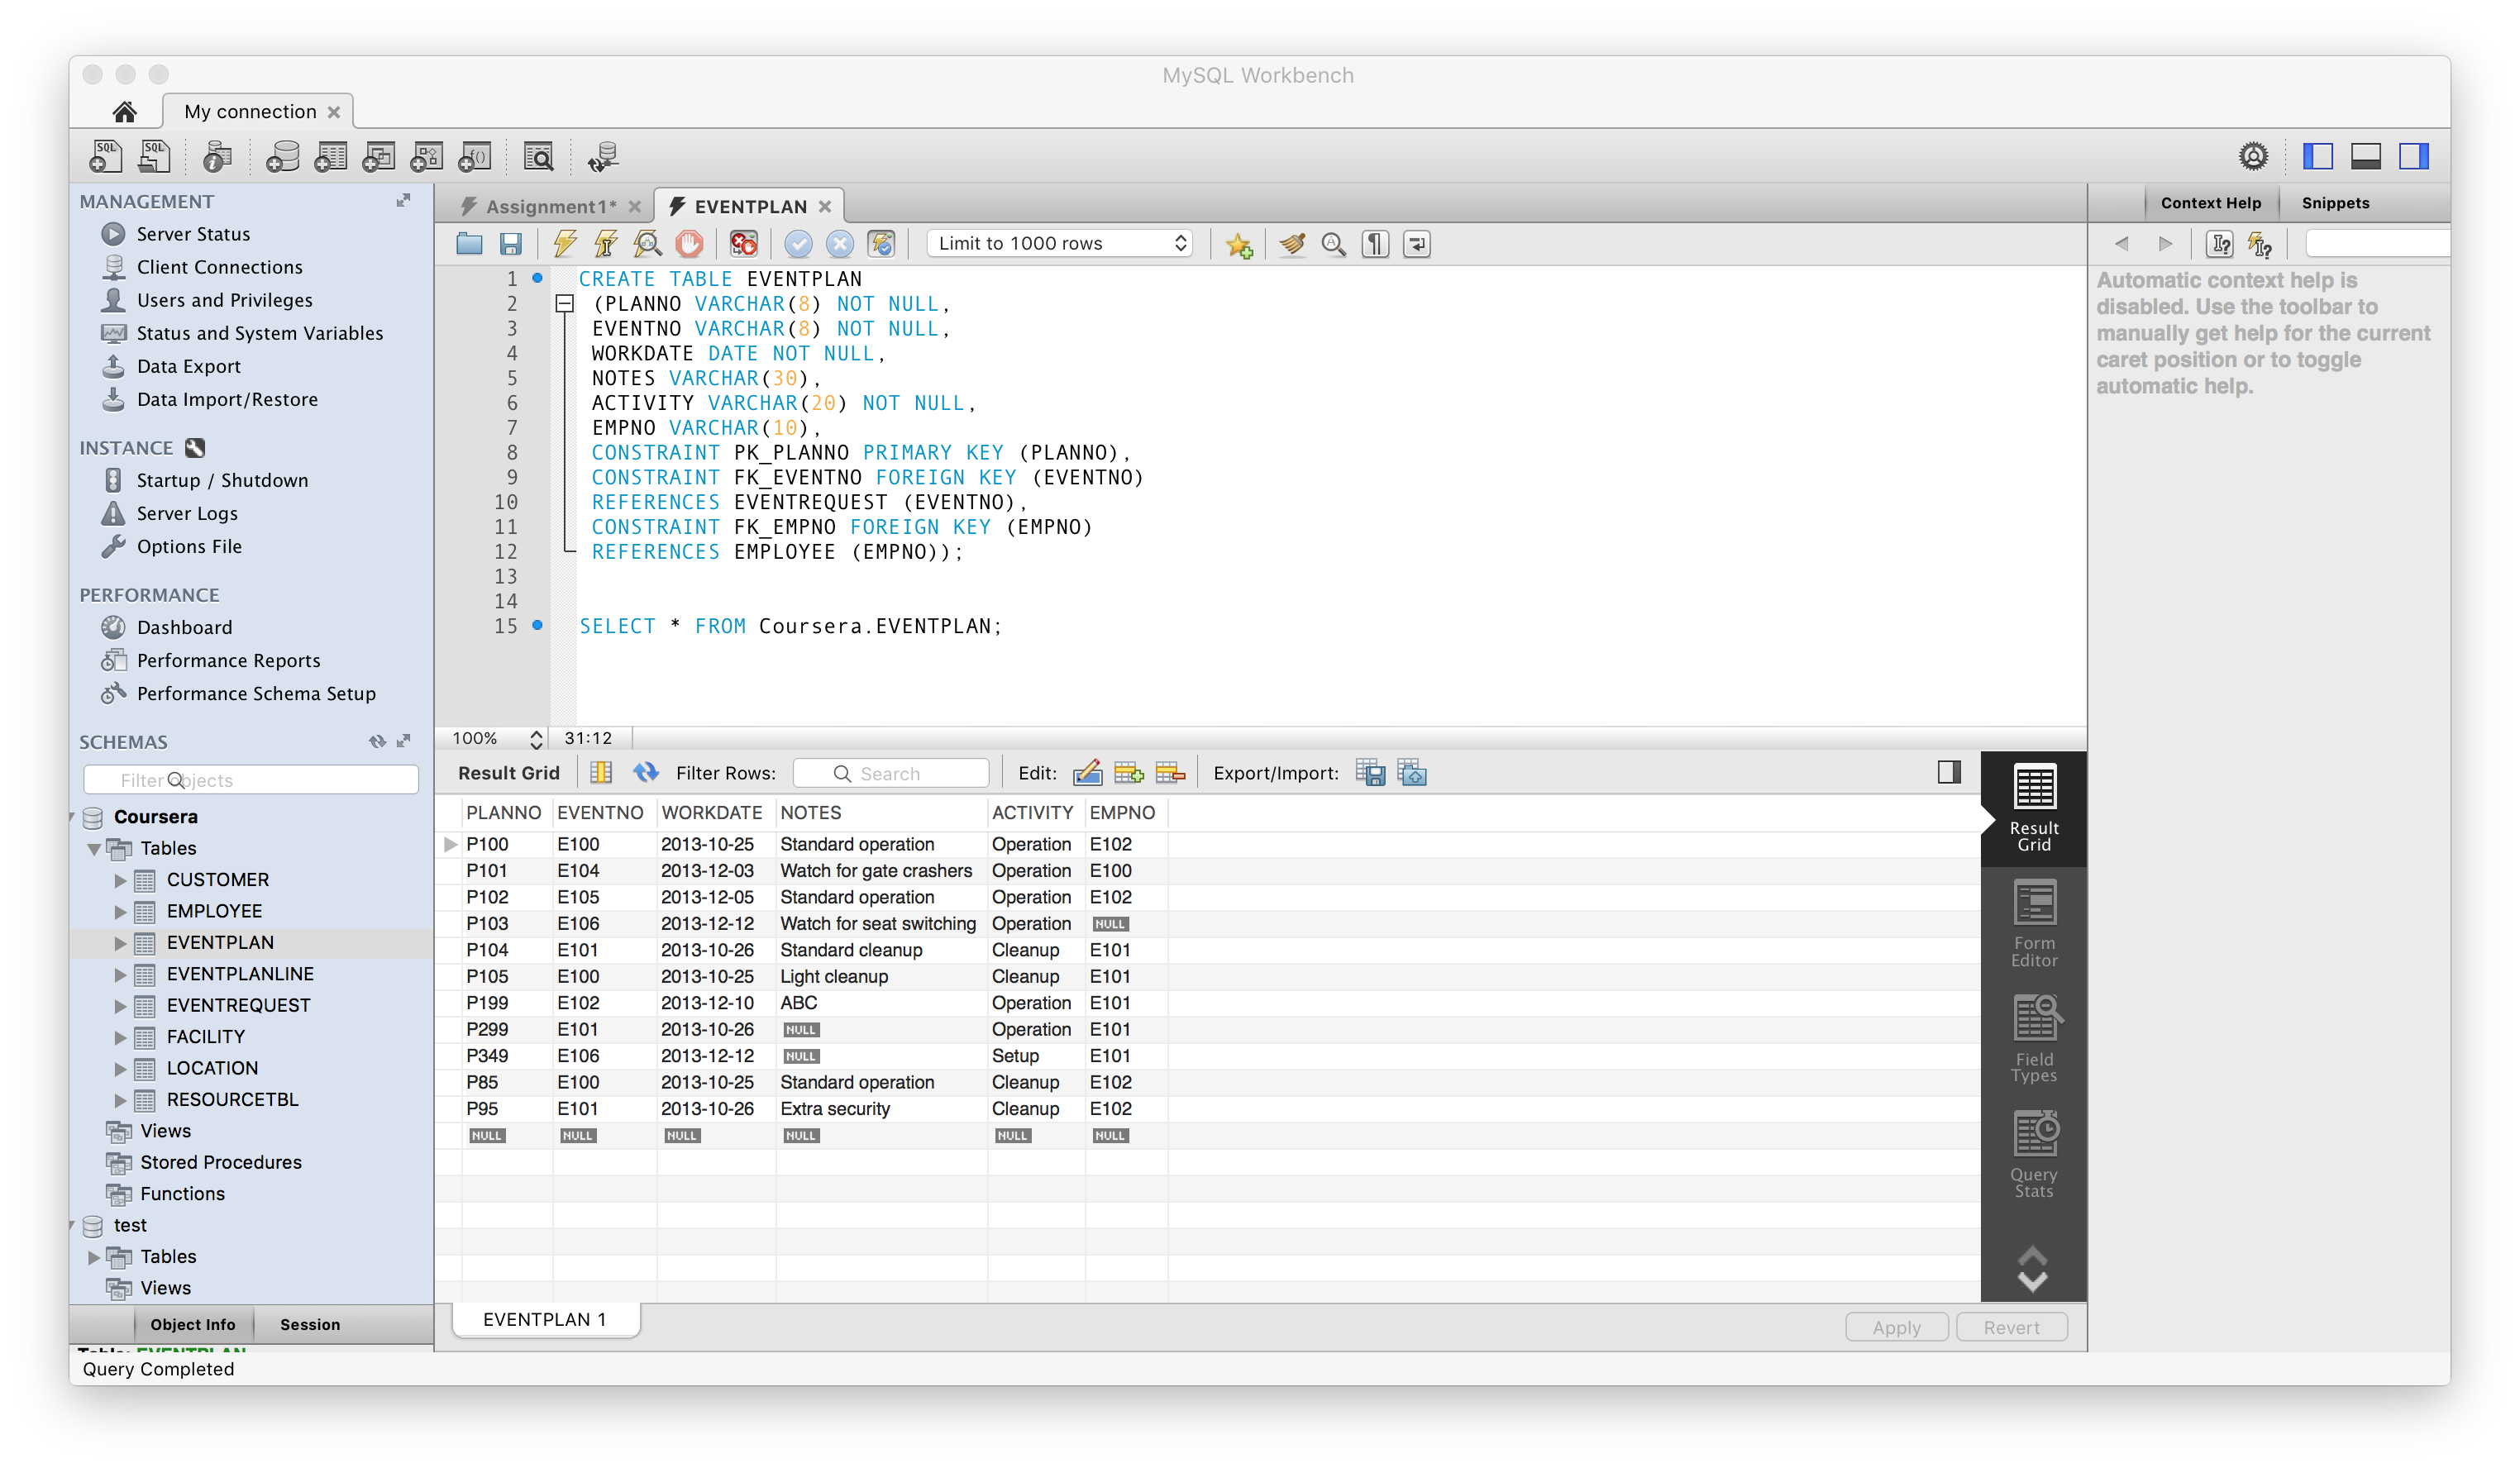 MySQL Workbench
My connection
MANAGEMENT
Server Status
Client Connections
Users and Privileges
Status and System Variables
Data Export
Data Import/Restore
INSTANCE
Startup / Shutdown
Server Logs
Options File
PERFORMANCE
Dashboard
Performance Reports
Performance Schema Setup
SCHEMAS
Filter objects
Coursera
Tables
CUSTOMER
EMPLOYEE
EVENTPLAN
EVENTPLANLINE
EVENTREQUEST
FACILITY
LOCATION
RESOURCETBL
Views
Stored Procedures
Functions
test
Tables
Views
Object Info Session
Table: EVENTPLAN
Query Completed
Assignment1* EVENTPLAN
Limit to 1000 rows
1 CREATE TABLE EVENTPLAN
2 (PLANNO VARCHAR(8) NOT NULL,
3 EVENTNO VARCHAR(8) NOT NULL,
4 WORKDATE DATE NOT NULL,
5 NOTES VARCHAR(30),
6 ACTIVITY VARCHAR(20) NOT NULL,
7 EMPNO VARCHAR(10),
8 CONSTRAINT PK_PLANNO PRIMARY KEY (PLANNO),
9 CONSTRAINT FK_EVENTNO FOREIGN KEY (EVENTNO)
10 REFERENCES EVENTREQUEST (EVENTNO),
11 CONSTRAINT FK_EMPNO FOREIGN KEY (EMPNO)
12 REFERENCES EMPLOYEE (EMPNO));
13
14
15 SELECT * FROM Coursera.EVENTPLAN;
100% 31:12
Result Grid Filter Rows: Search Edit: Export/Import:
PLANNO EVENTNO WORKDATE NOTES ACTIVITY EMPNO
P100 E100 2013-10-25 Standard operation Operation E102
P101 E104 2013-12-03 Watch for gate crashers Operation E100
P102 E105 2013-12-05 Standard operation Operation E102
P103 E106 2013-12-12 Watch for seat switching Operation NULL
P104 E101 2013-10-26 Standard cleanup Cleanup E101
P105 E100 2013-10-25 Light cleanup Cleanup E101
P199 E102 2013-12-10 ABC Operation E101
P299 E101 2013-10-26 NULL Operation E101
P349 E106 2013-12-12 NULL Setup E101
P85 E100 2013-10-25 Standard operation Cleanup E102
P95 E101 2013-10-26 Extra security Cleanup E102
NULL NULL NULL NULL NULL NULL
EVENTPLAN 1
Apply Revert
Result
Grid
Form
Editor
Field
Types
Query
Stats
Context Help Snippets
Automatic context help is
disabled. Use the toolbar to
manually get help for the current
caret position or to toggle
automatic help.